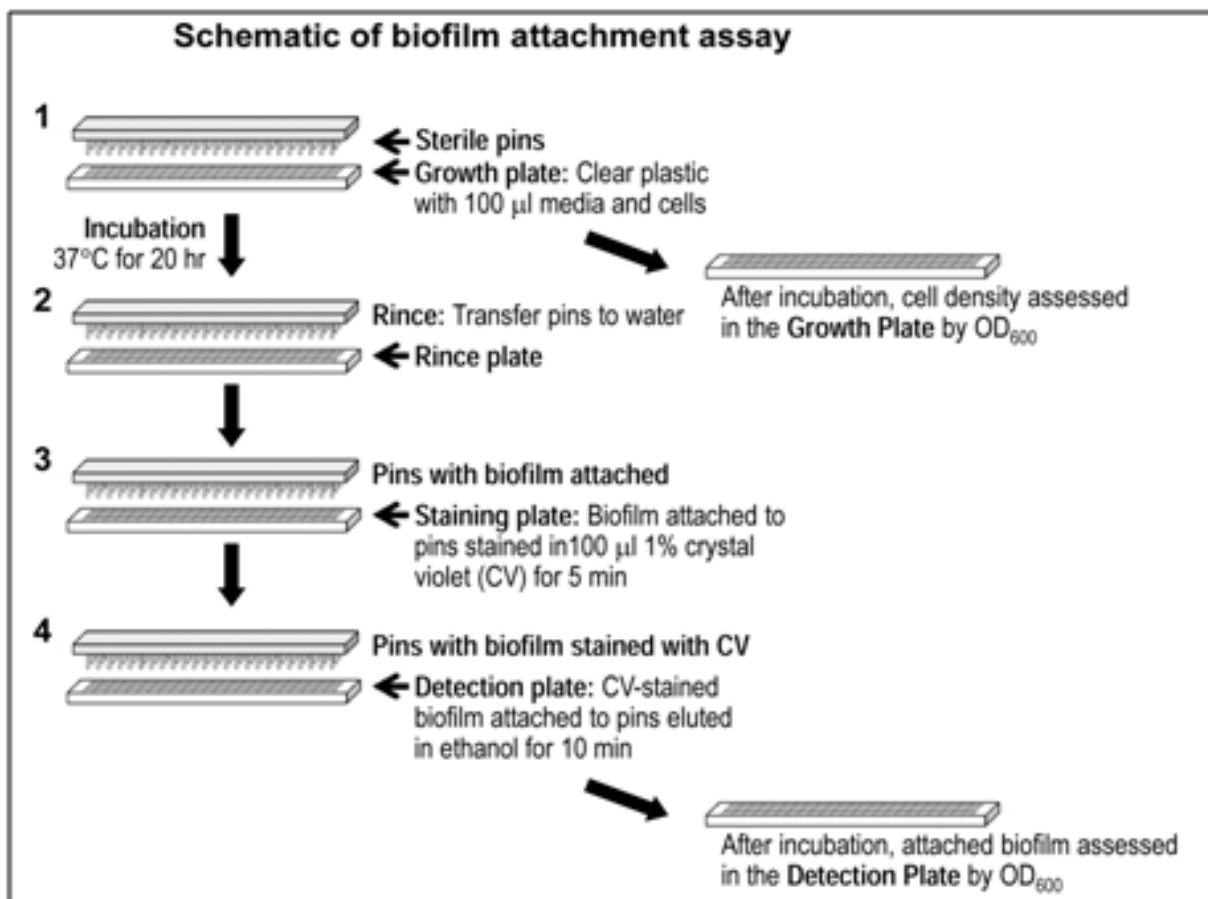 Schematic of biofilm attachment assay
1
Sterile pins
Growth plate: Clear plastic
with 100 µl media and cells
Incubation
37°C for 20 hr
After incubation, cell density assessed
in the Growth Plate by OD600
2
Rince: Transfer pins to water
Rince plate
3
Pins with biofilm attached
Staining plate: Biofilm attached to
pins stained in100 µl 1% crystal
violet (CV) for 5 min
4
Pins with biofilm stained with CV
Detection plate: CV-stained
biofilm attached to pins eluted
in ethanol for 10 min
After incubation, attached biofilm assessed
in the Detection Plate by OD600